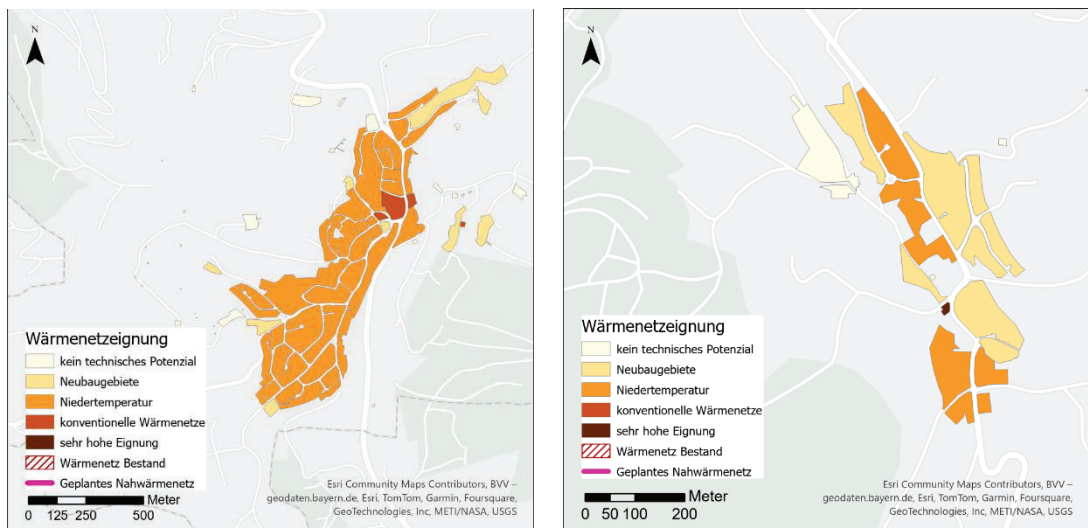 N
Wärmenetzeignung
kein technisches Potenzial
Neubaugebiete
Niedertemperatur
konventionelle Wärmenetze
sehr hohe Eignung
Wärmenetz Bestand
Geplantes Nahwärmenetz
Meter
0 125 250 500
Esri Community Maps Contributors, BVV –
geodaten.bayern.de, Esri, TomTom, Garmin, Foursquare,
GeoTechnologies, Inc, METI/NASA, USGS
N
Wärmenetzeignung
kein technisches Potenzial
Neubaugebiete
Niedertemperatur
konventionelle Wärmenetze
sehr hohe Eignung
Wärmenetz Bestand
Geplantes Nahwärmenetz
Meter
0 50 100 200
Esri Community Maps Contributors, BVV –
geodaten.bayern.de, Esri, TomTom, Garmin, Foursquare,
GeoTechnologies, Inc, METI/NASA, USGS